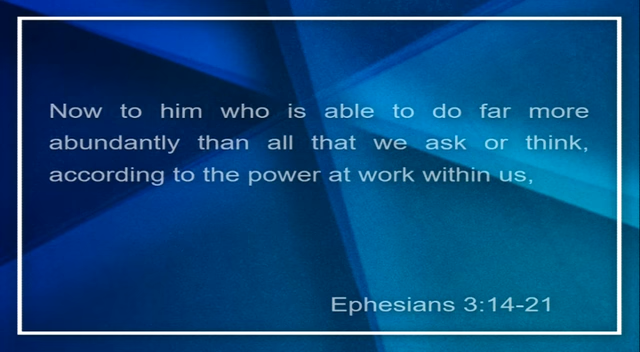 Now to him who is able to do far more
abundantly than all that we ask or think,
according to the power at work within us,
Ephesians 3:14-21